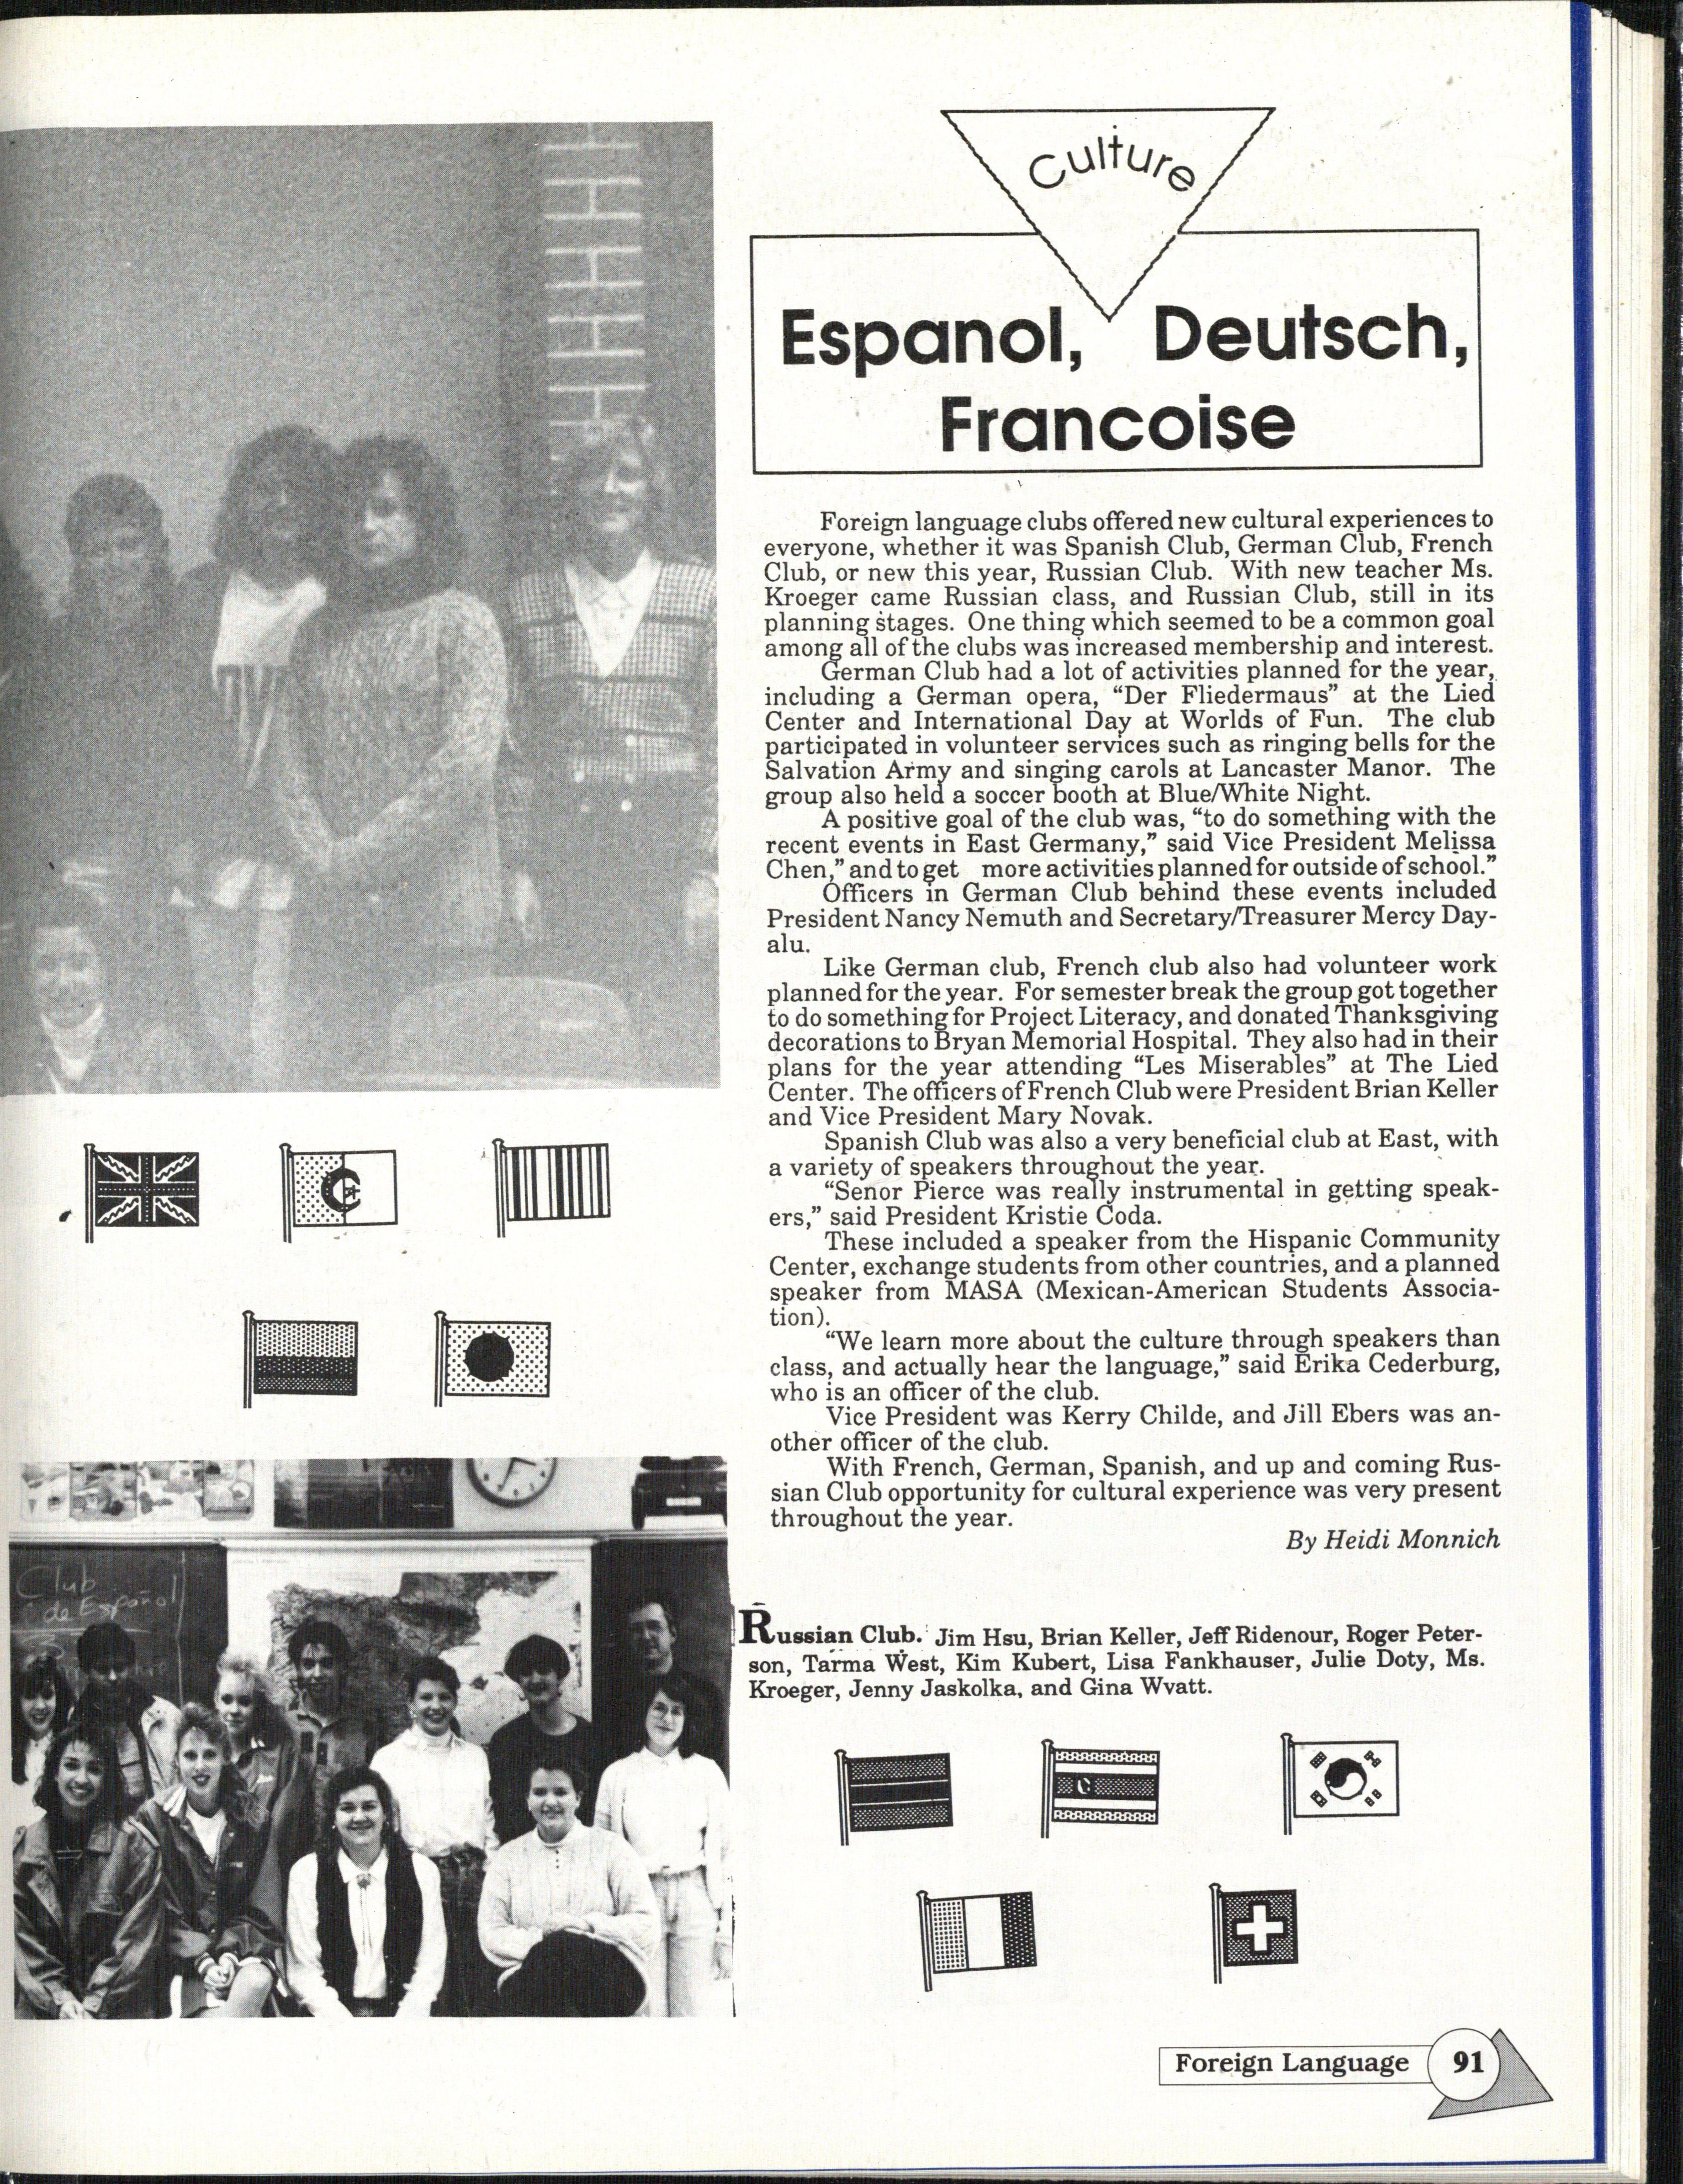 Culture
Espanol, Deutsch,
Francoise
Foreign language clubs offered new cultural experiences to
everyone, whether it was Spanish Club, German Club, French
Club, or new this year, Russian Club. With new teacher Ms.
Kroeger came Russian class, and Russian Club, still in its
planning stages. One thing which seemed to be a common goal
among all of the clubs was increased membership and interest.
German Club had a lot of activities planned for the year,
including a German opera, “Der Fliedermaus” at the Lied
Center and International Day at Worlds of Fun. The club
participated in volunteer services such as ringing bells for the
Salvation Army and singing carols at Lancaster Manor. The
group also held a soccer booth at Blue/White Night.
A positive goal of the club was, “to do something with the
recent events in East Germany,” said Vice President Melissa
Chen,” and to get more activities planned for outside of school.”
Officers in German Club behind these events included
President Nancy Nemuth and Secretary/Treasurer Mercy Day-
alu.
Like German club, French club also had volunteer work
planned for the year. For semester break the group got together
to do something for Project Literacy, and donated Thanksgiving
decorations to Bryan Memorial Hospital. They also had in their
plans for the year attending “Les Miserables” at The Lied
Center. The officers of French Club were President Brian Keller
and Vice President Mary Novak.
Spanish Club was also a very beneficial club at East, with
a variety of speakers throughout the year.
“Senor Pierce was really instrumental in getting speak-
ers,” said President Kristie Coda.
These included a speaker from the Hispanic Community
Center, exchange students from other countries, and a planned
speaker from MASA (Mexican-American Students Associa-
tion).
“We learn more about the culture through speakers than
class, and actually hear the language,” said Erika Cederburg,
who is an officer of the club.
Vice President was Kerry Childe, and Jill Ebers was an-
other officer of the club.
With French, German, Spanish, and up and coming Rus-
sian Club opportunity for cultural experience was very present
throughout the year.
By Heidi Monnich
Club
de Español
Russian Club. Jim Hsu, Brian Keller, Jeff Ridenour, Roger Peter-
son, Tarma West, Kim Kubert, Lisa Fankhauser, Julie Doty, Ms.
Kroeger, Jenny Jaskolka, and Gina Wvatt.
Foreign Language 91